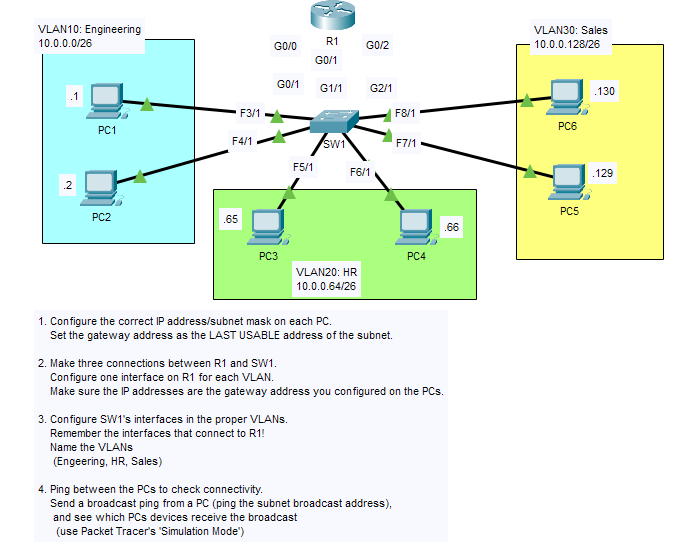 VLAN10: Engineering
10.0.0.0/26
.1
PC1
.2
PC2
G0/0
R1
G0/2
G0/1
G0/1
G1/1
G2/1
F3/1
F4/1
F5/1
SW1
F6/1
F8/1
F7/1
VLAN30: Sales
10.0.0.128/26
.130
PC6
.129
PC5
.65
PC3
.66
PC4
VLAN20: HR
10.0.0.64/26
1. Configure the correct IP address/subnet mask on each PC.
Set the gateway address as the LAST USABLE address of the subnet.
2. Make three connections between R1 and SW1.
Configure one interface on R1 for each VLAN.
Make sure the IP addresses are the gateway address you configured on the PCs.
3. Configure SW1's interfaces in the proper VLANs.
Remember the interfaces that connect to R1!
Name the VLANs
(Engeering, HR, Sales)
4. Ping between the PCs to check connectivity.
Send a broadcast ping from a PC (ping the subnet broadcast address),
and see which PCs devices receive the broadcast
(use Packet Tracer's 'Simulation Mode')